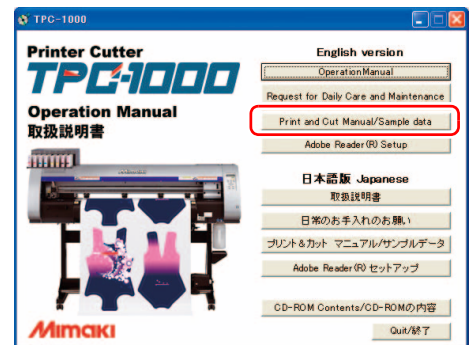 TPC-1000
Printer Cutter
TPC-1000
Operation Manual
取扱説明書
Mimaki
English version
OperationManual
Request for Daily Care and Maintenance
Print and Cut Manual/Sample data
Adobe Reader(R) Setup
日本語版 Japanese
取扱説明書
日常のお手入れのお願い
プリント&カット マニュアル/サンプルデータ
Adobe Reader(R) セットアップ
CD-ROM Contents/CD-ROMの内容
Quit/終了